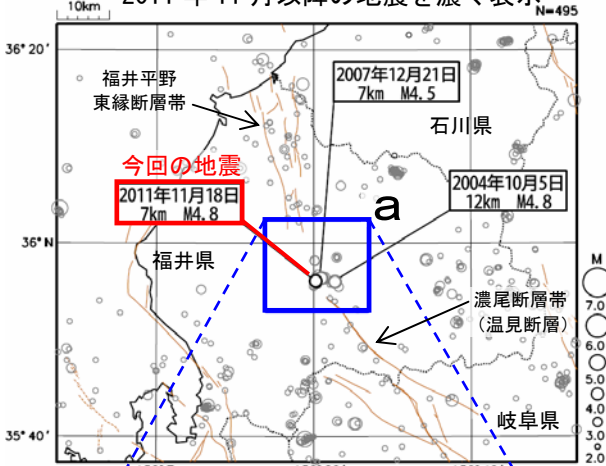 2011年11月以降の地震を濃く表示
10km
N=495
36°20'
福井平野
東縁断層帯
2007年12月21日
7km M4.5
石川県
今回の地震
2011年11月18日
7km M4.8
a
2004年10月5日
12km M4.8
36°N
福井県
M
7.0
6.0
5.0
4.0
3.0
2.0
濃尾断層帯
（温見断層）
岐阜県
35°40'